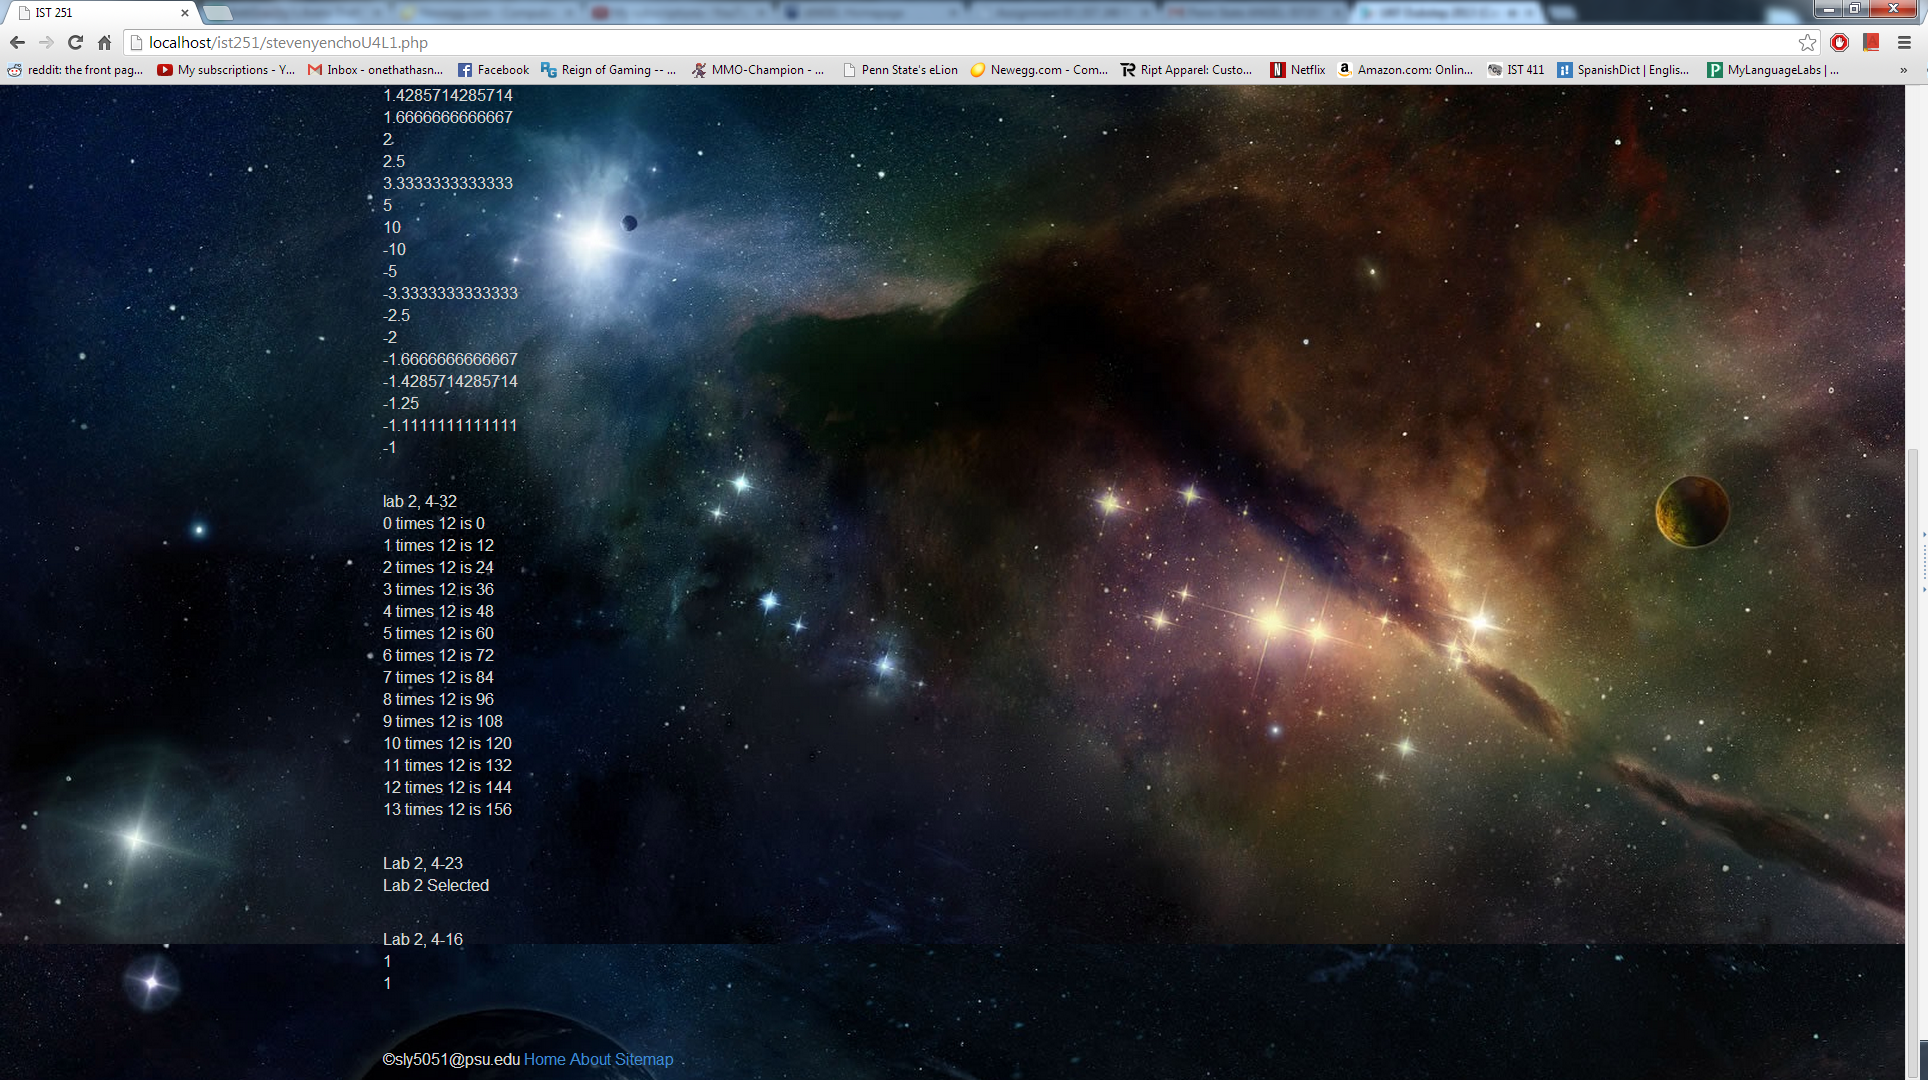 IST 251
localhost/ist251/stevenyenchoU4L1.php
reddit: the front pag... My subscriptions - Y... Inbox - onethathasn... Facebook Reign of Gaming -- ... MMO-Champion - ... Penn State's eLion Newegg.com - Com... Ript Apparel: Custo... Netflix Amazon.com: Onlin... IST 411 SpanishDict | Englis... MyLanguageLabs | ... »
1.4285714285714
1.6666666666667
2
2.5
3.3333333333333
5
10
-10
-5
-3.3333333333333
-2.5
-2
-1.6666666666667
-1.4285714285714
-1.25
-1.1111111111111
-1
lab 2, 4-32
0 times 12 is 0
1 times 12 is 12
2 times 12 is 24
3 times 12 is 36
4 times 12 is 48
5 times 12 is 60
6 times 12 is 72
7 times 12 is 84
8 times 12 is 96
9 times 12 is 108
10 times 12 is 120
11 times 12 is 132
12 times 12 is 144
13 times 12 is 156
Lab 2, 4-23
Lab 2 Selected
Lab 2, 4-16
1
1
©sly5051@psu.edu Home About Sitemap